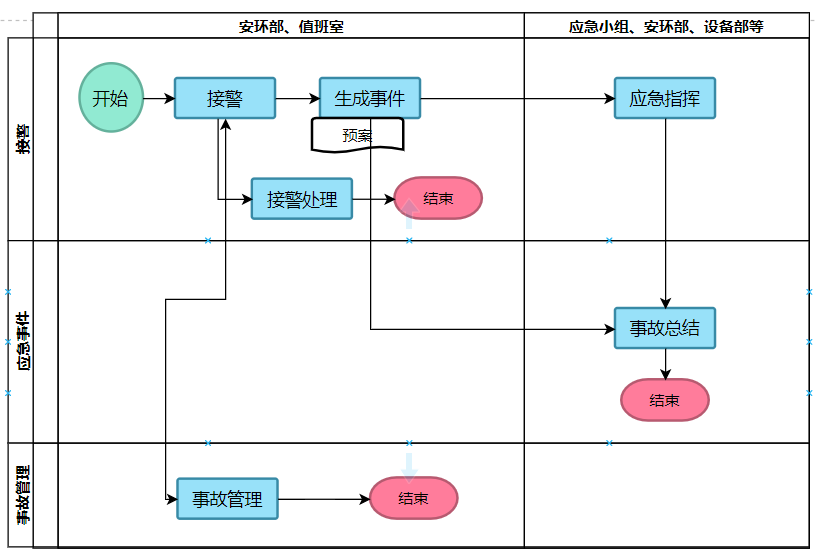 安环部、值班室
应急小组、安环部、设备部等
接警
开始
接警
生成事件
应急指挥
预案
接警处理
结束
应急事件
事故总结
结束
事故管理
事故管理
结束